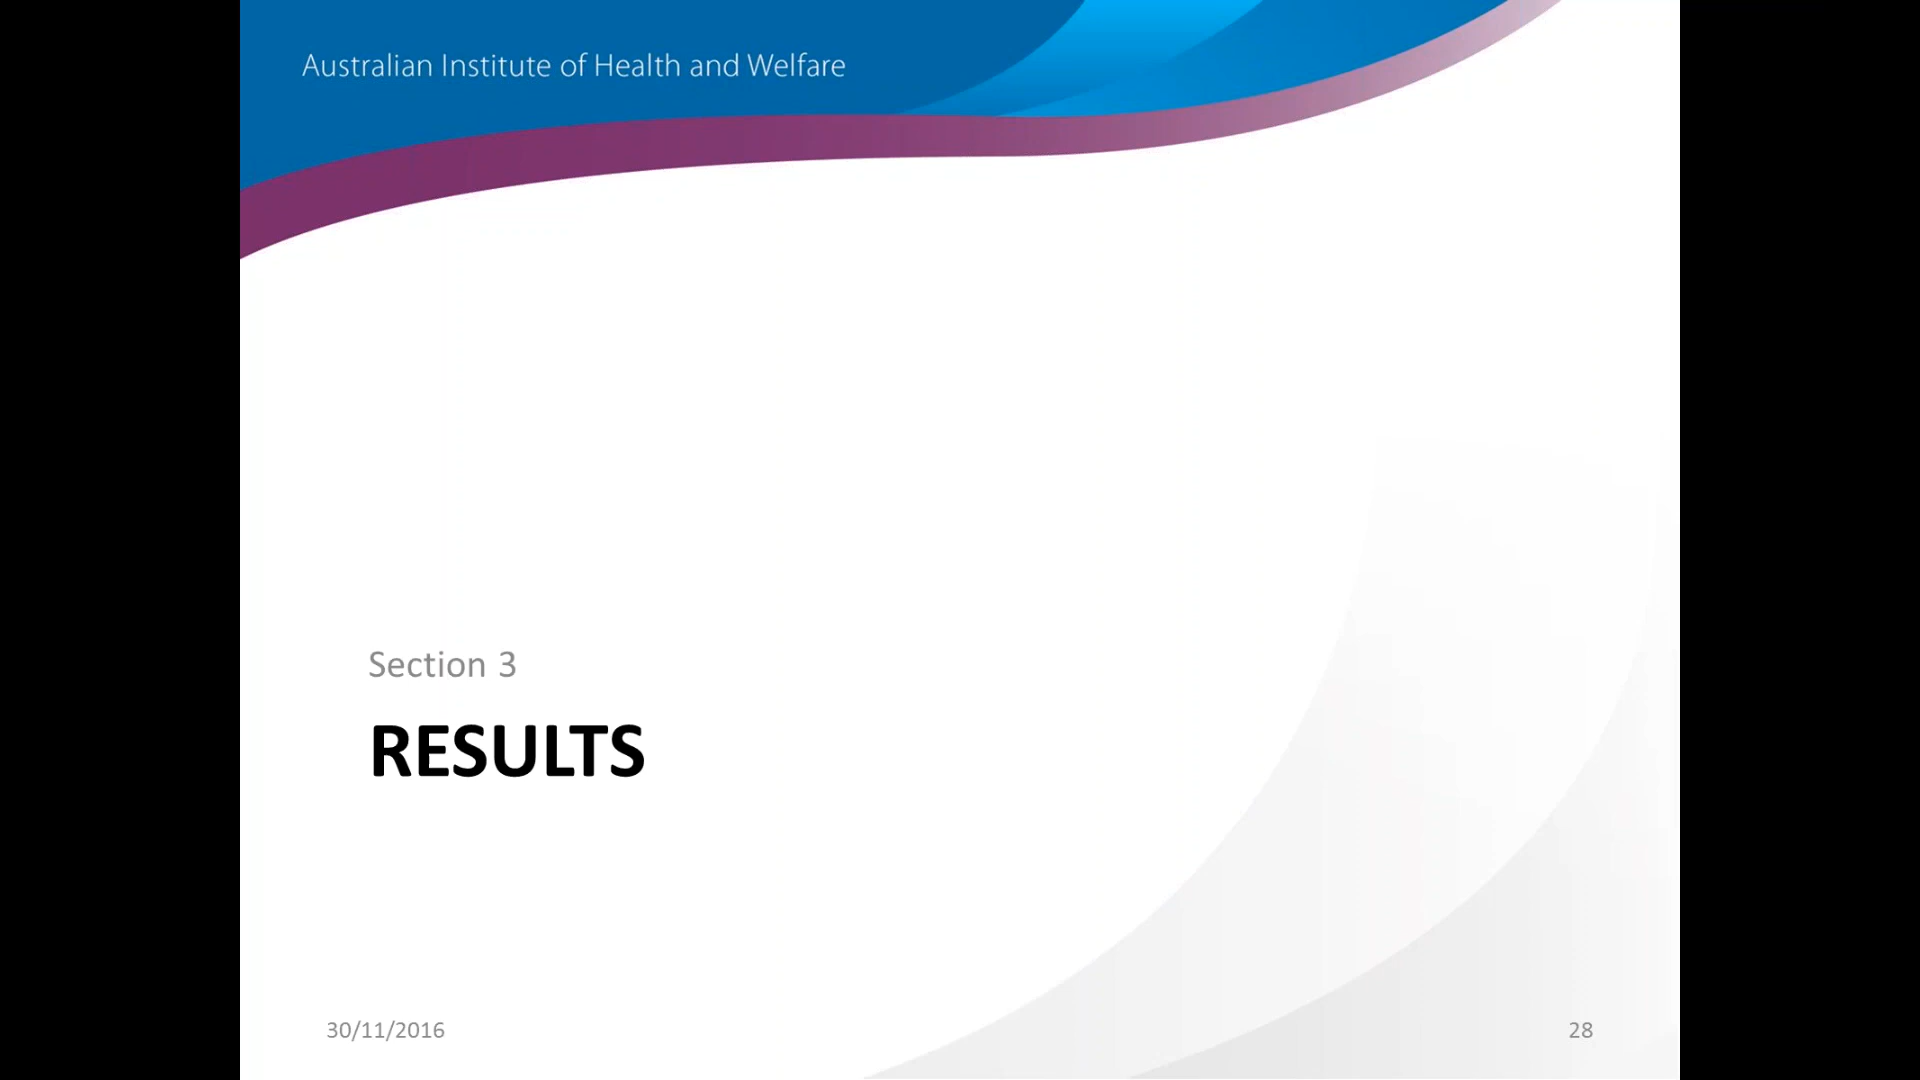 Australian Institute of Health and Welfare
Section 3
RESULTS
30/11/2016
28